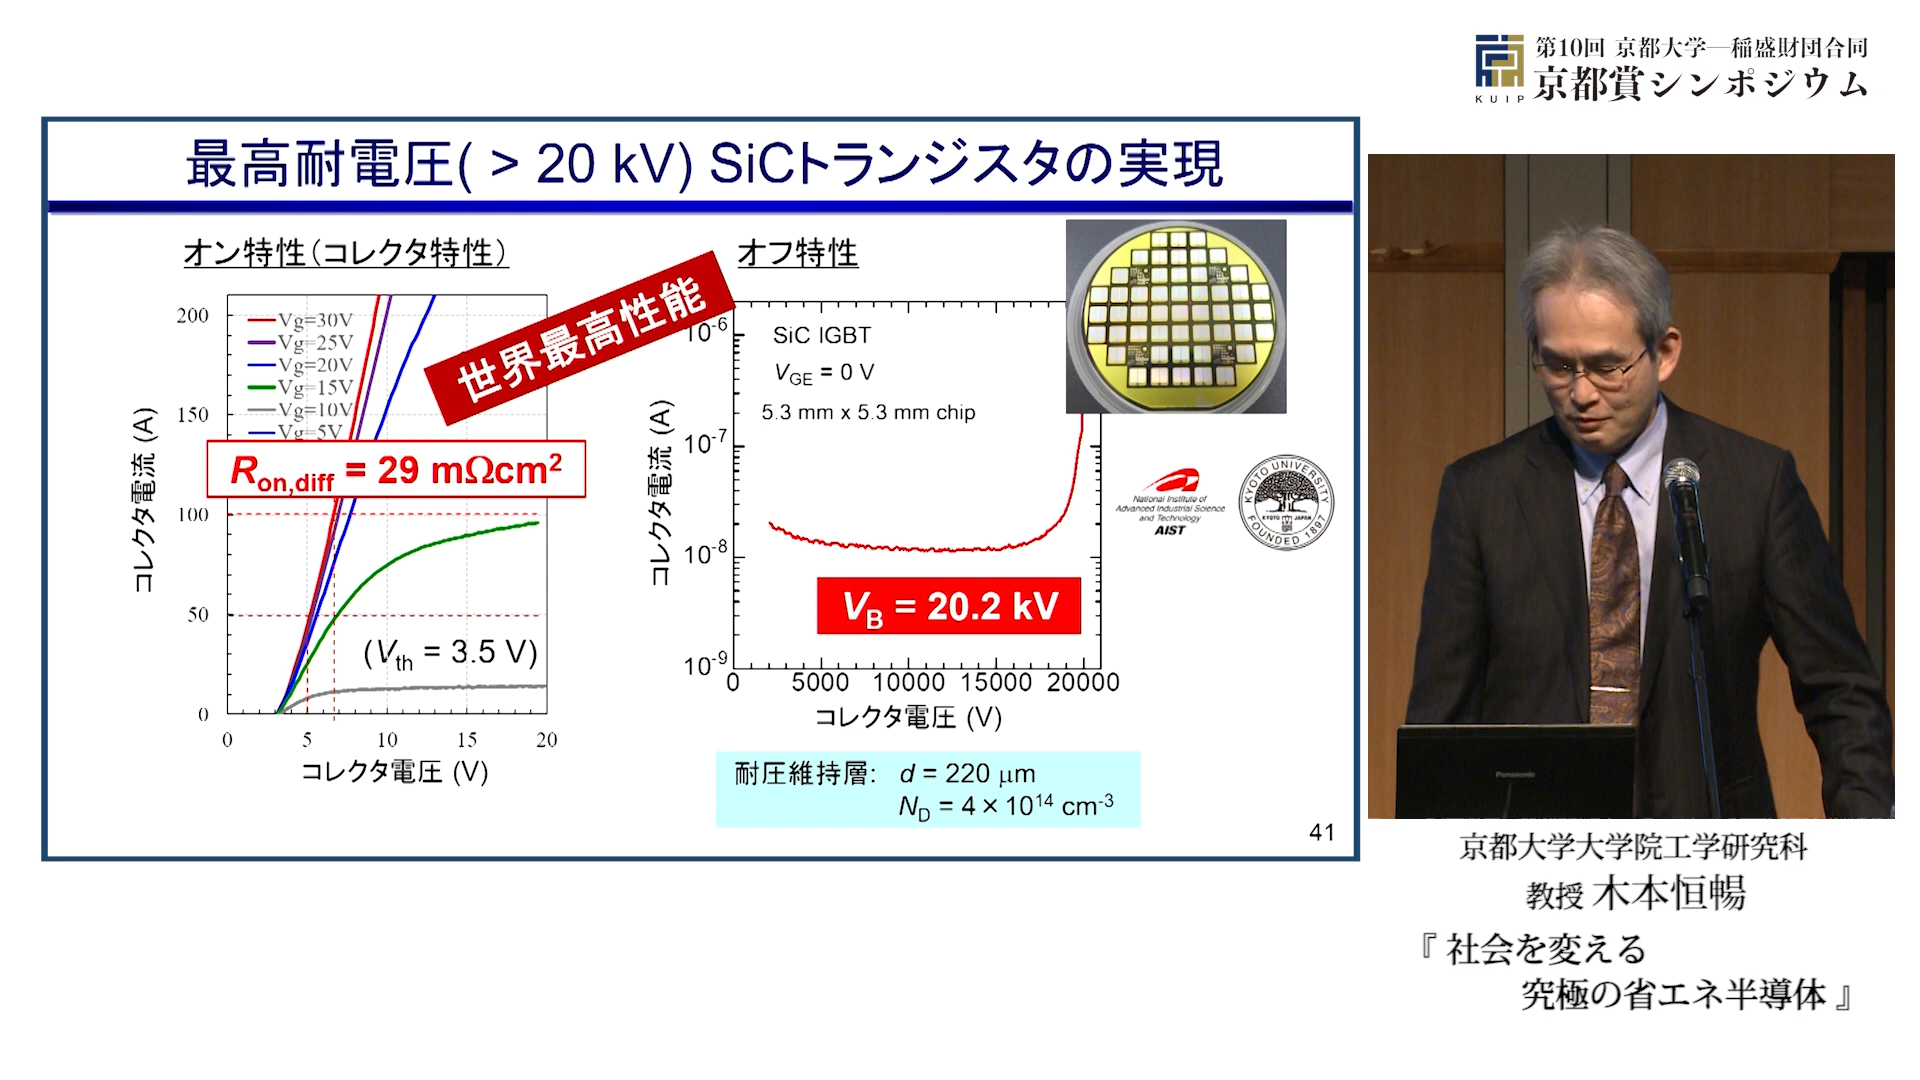 第10回 京都大学―稲盛財団合同
京都賞シンポジウム
KUIP
最高耐電圧( > 20 kV) SiCトランジスタの実現
オン特性(コレクタ特性)
世界最高性能
200
150
100
50
0
Vg=30V
Vg=25V
Vg=20V
Vg=15V
Vg=10V
Vg=5V
Ron,diff = 29 mΩcm²
(Vth = 3.5 V)
コレクタ電流 (A)
0 5 10 15 20
コレクタ電圧 (V)
オフ特性
10⁻⁶
10⁻⁷
10⁻⁸
10⁻⁹
SiC IGBT
VGE = 0 V
5.3 mm x 5.3 mm chip
VB = 20.2 kV
コレクタ電流 (A)
0 5000 10000 15000 20000
コレクタ電圧 (V)
National Institute of
Advanced Industrial Science
and Technology
AIST
KYOTO UNIVERSITY
KYOTO JAPAN
FOUNDED 1897
耐圧維持層: d = 220 μm
ND = 4 × 10¹⁴ cm⁻³
41
Panasonic
京都大学大学院工学研究科
教授 木本恒暢
『 社会を変える
究極の省エネ半導体 』